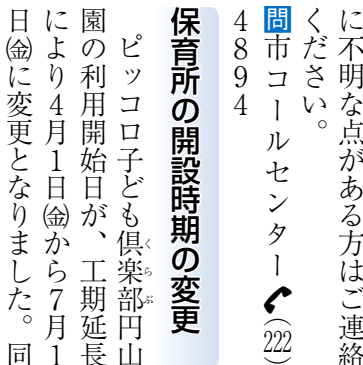 に不明な点がある方はご連絡
ください。
問市コールセンター(222)
4894
保育所の開設時期の変更
ピッコロ子ども倶楽部円山
くらぶ
園の利用開始日が、工期延長
により4月1日㈮から7月1
日㈮に変更となりました。同